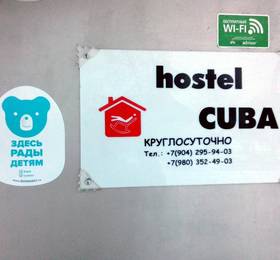 БЕСПЛАТНЫЙ
WI-FI
hostel
CUBA
КРУГЛОСУТОЧНО
Тел.: +7(904) 295-94-03
+7(980) 352-49-03
ЗДЕСЬ
РАДЫ
ДЕТЯМ